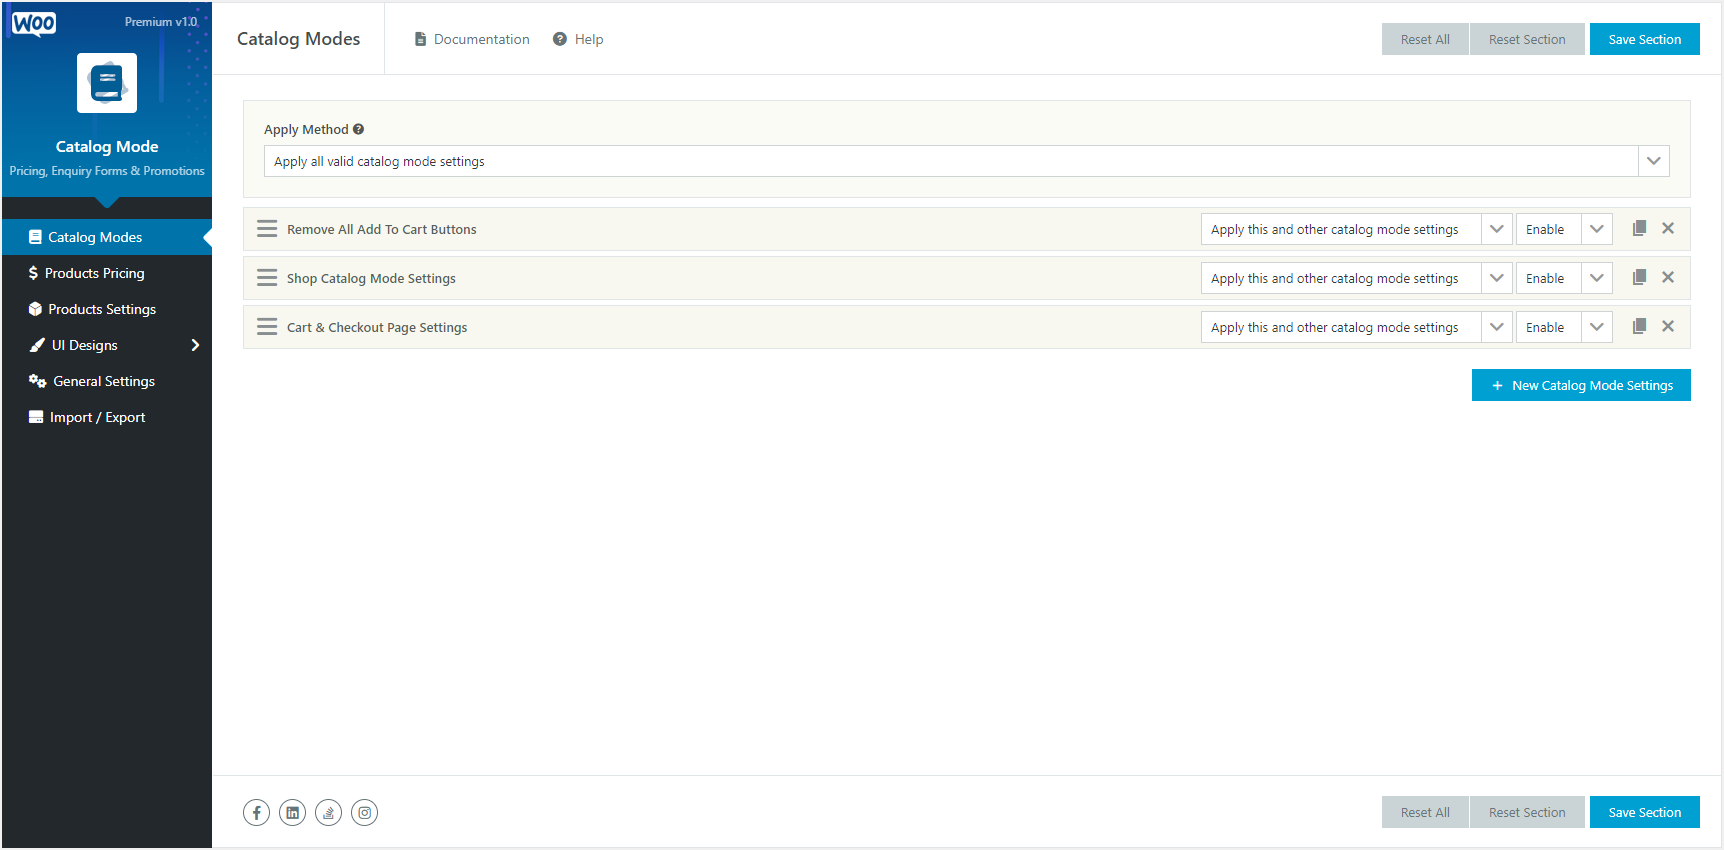 Woo
Premium v1.0
Catalog Mode
Pricing, Enquiry Forms & Promotions
Catalog Modes
Products Pricing
Products Settings
UI Designs
General Settings
Import / Export
Catalog Modes
Documentation
Help
Reset All
Reset Section
Save Section
Apply Method
Apply all valid catalog mode settings
Remove All Add To Cart Buttons
Apply this and other catalog mode settings
Enable
Shop Catalog Mode Settings
Apply this and other catalog mode settings
Enable
Cart & Checkout Page Settings
Apply this and other catalog mode settings
Enable
+ New Catalog Mode Settings
Reset All
Reset Section
Save Section